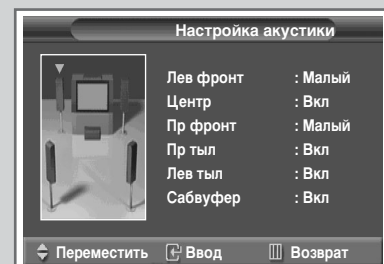 Настройка акустики
Лев фронт : Малый
Центр : Вкл
Пр фронт : Малый
Пр тыл : Вкл
Лев тыл : Вкл
Сабвуфер : Вкл
Переместить Ввод Возврат